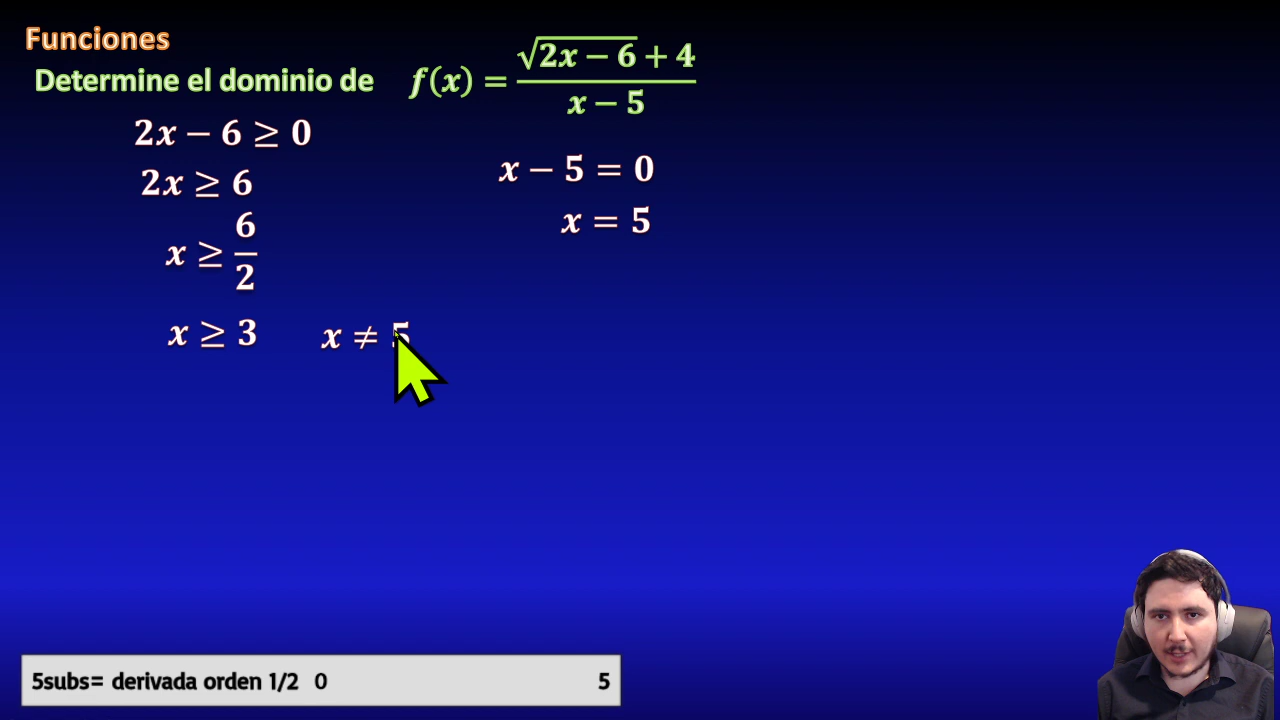 Funciones
Determine el dominio de f(x) = (√(2x − 6) + 4)/(x − 5)
2x − 6 ≥ 0
x − 5 = 0
2x ≥ 6
x = 5
x ≥ 6/2
x ≥ 3 x ≠ 5
5subs= derivada orden 1/2 0 5